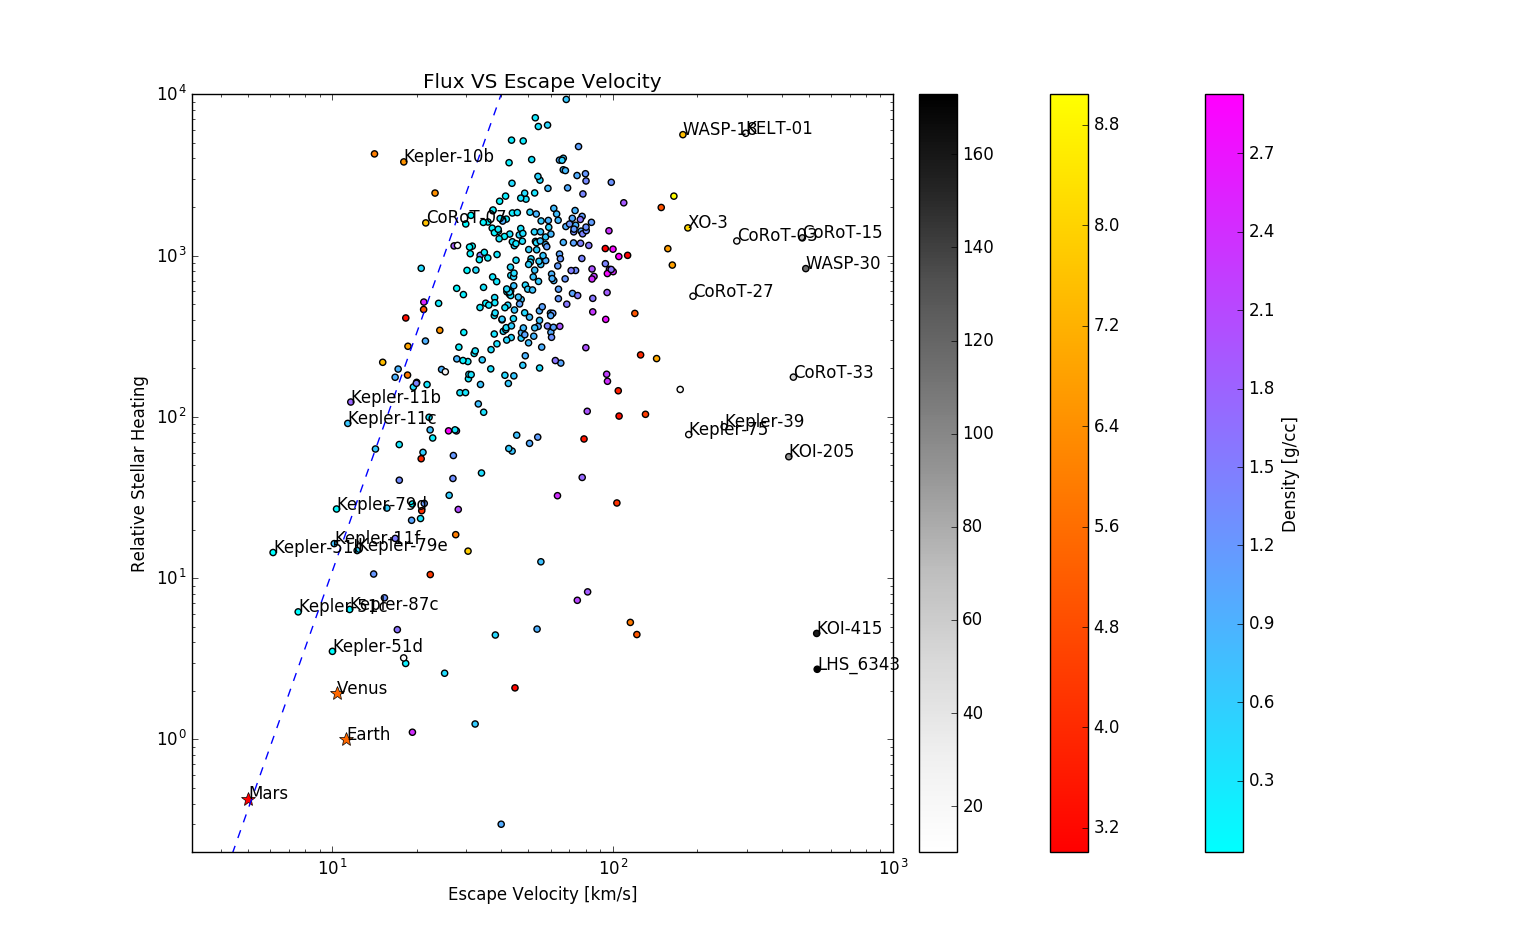 Flux VS Escape Velocity
10^4
10^3
10^2
10^1
10^0
Relative Stellar Heating
WASP-18
KELT-01
Kepler-10b
CoRoT-07
XO-3
CoRoT-03
CoRoT-15
WASP-30
CoRoT-27
CoRoT-33
Kepler-11b
Kepler-11c
Kepler-39
Kepler-75
KOI-205
Kepler-79d
Kepler-11f
Kepler-51b
Kepler-79e
Kepler-51c
Kepler-87c
KOI-415
Kepler-51d
LHS_6343
Venus
Earth
Mars
10^1
10^2
10^3
Escape Velocity [km/s]
160
140
120
100
80
60
40
20
8.8
8.0
7.2
6.4
5.6
4.8
4.0
3.2
2.7
2.4
2.1
1.8
1.5
1.2
0.9
0.6
0.3
Density [g/cc]